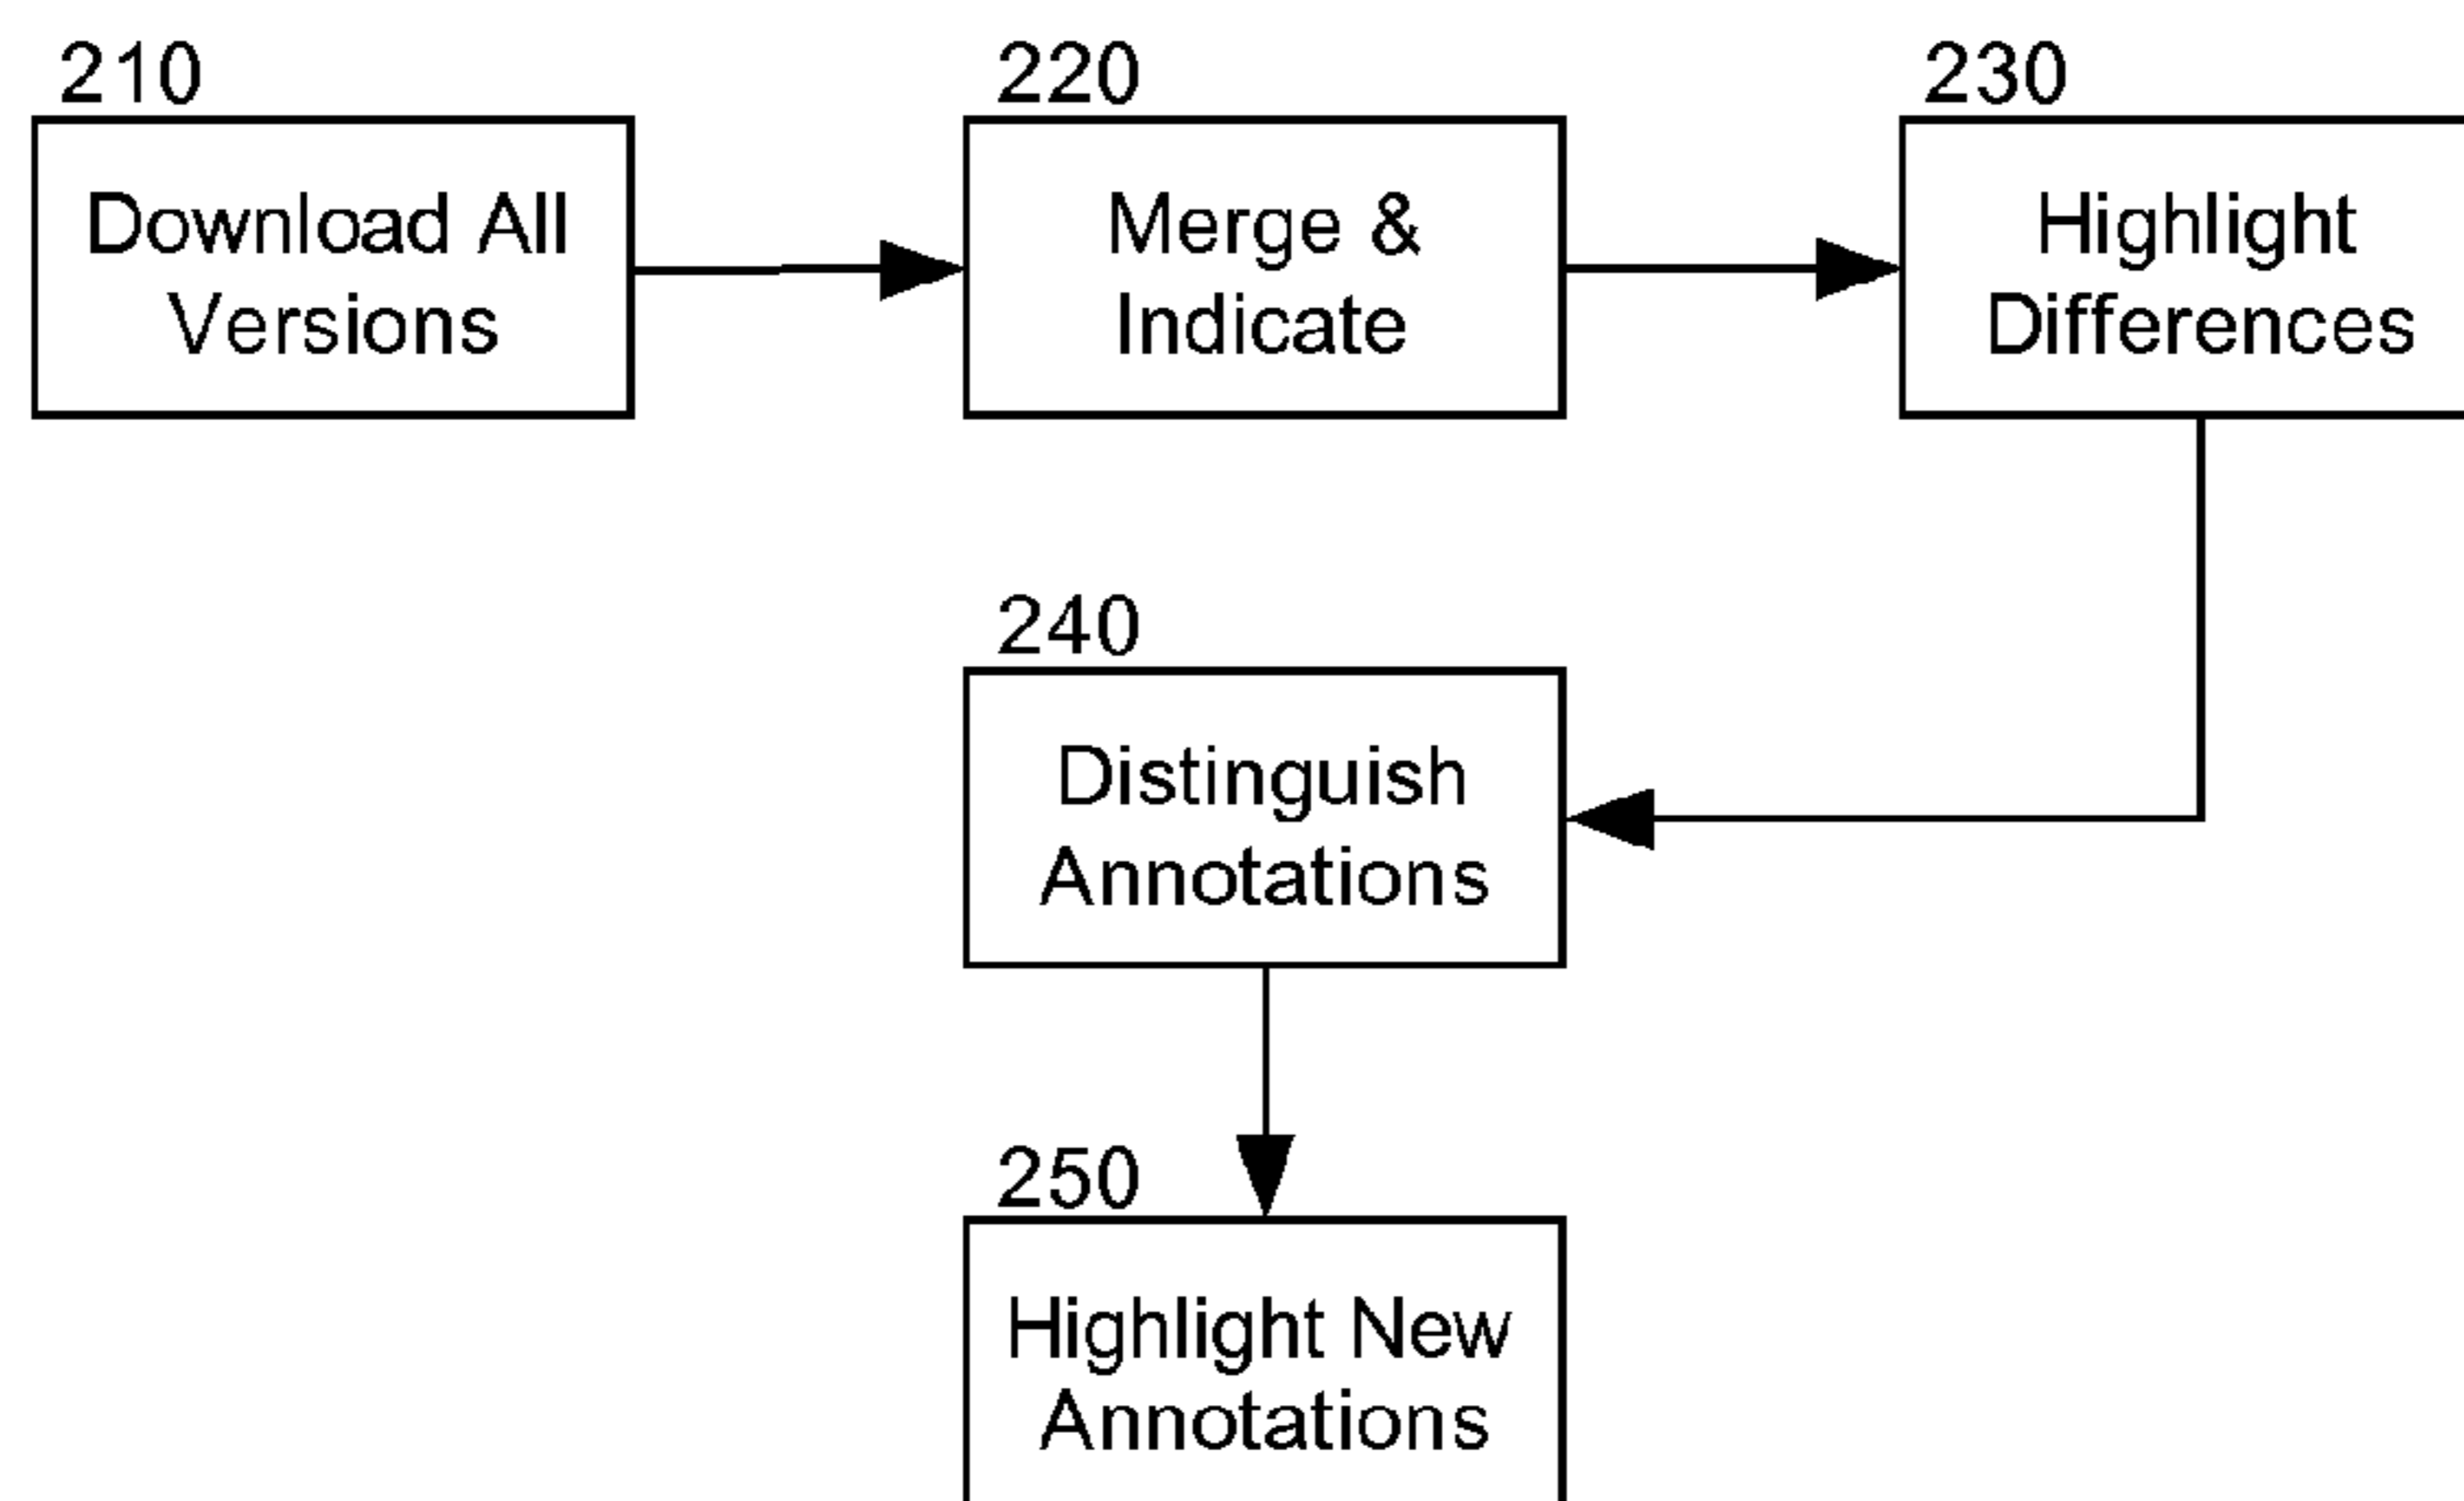 210
Download All
Versions
220
Merge &
Indicate
230
Highlight
Differences
240
Distinguish
Annotations
250
Highlight New
Annotations